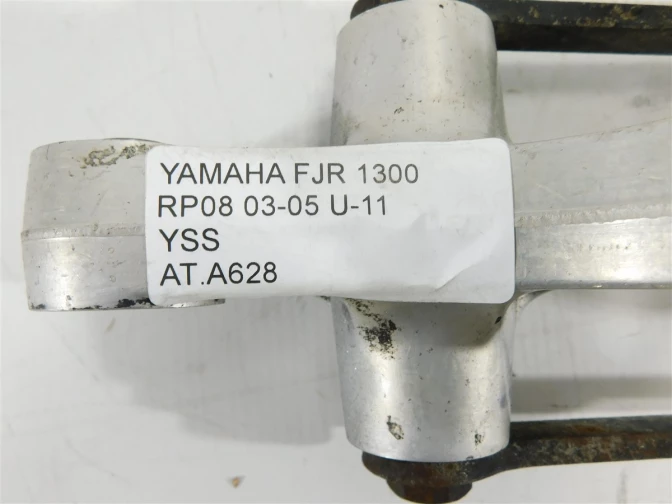 YAMAHA FJR 1300
RP08 03-05 U-11
YSS
AT.A628